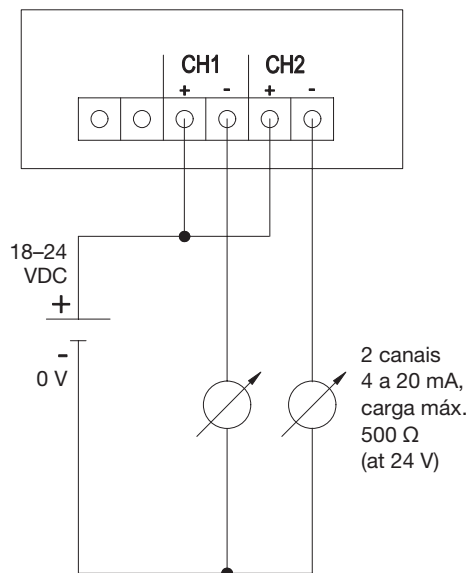 CH1 CH2
+ - + -
18–24
VDC
+
-
0 V
2 canais
4 a 20 mA,
carga máx.
500 Ω
(at 24 V)